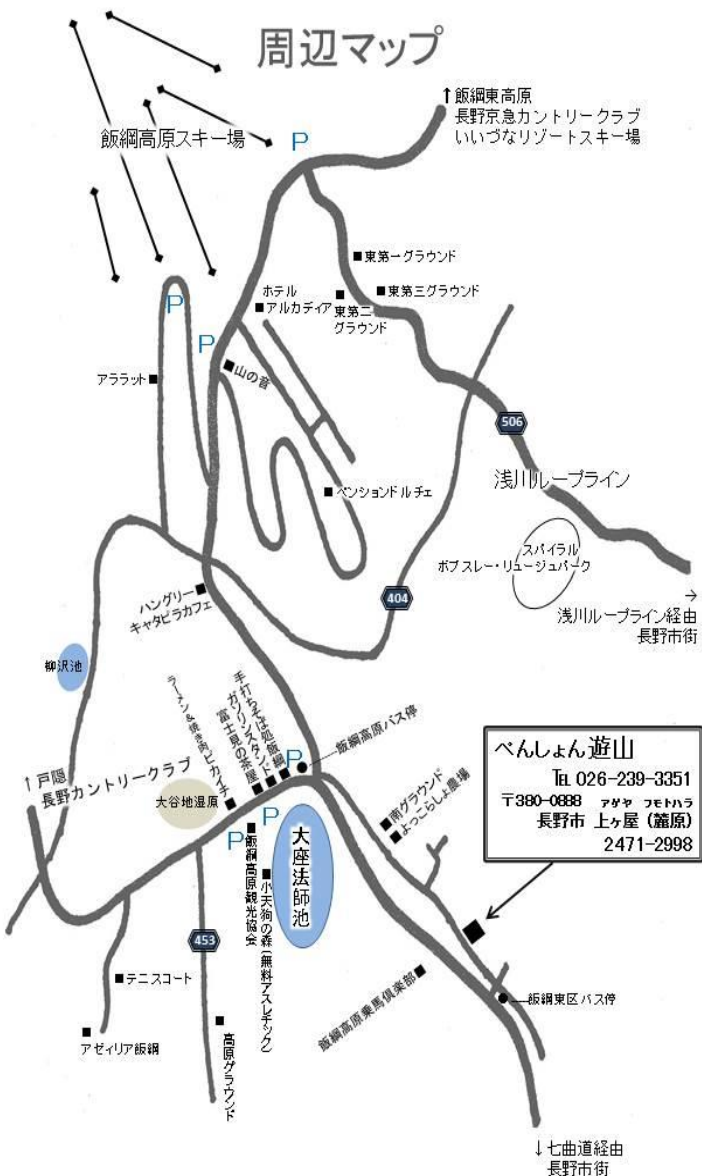 周辺マップ
↑飯綱東高原
長野京急カントリークラブ
いいづなリゾートスキー場
飯綱高原スキー場
P
P
P
東第一グラウンド
東第三グラウンド
東第二
グラウンド
ホテル
アルカディア
山の音
アララット
ペンションドルチェ
506
浅川ループライン
スパイラル
ボブスレー・リュージュパーク
→
浅川ループライン経由
長野市街
404
ハングリー
キャタピラカフェ
柳沢池
手打ちそば処飯綱
ガソリンスタンド
富士見の茶屋
ラーメン&焼き肉ピカイチ
P
飯綱高原バス停
↑戸隠
長野カントリークラブ
大谷地湿原
P
P
大座法師池
南グラウンド
よっこらしょ農場
ぺんしょん遊山
TEL 026-239-3351
〒380-0888 アゲヤ フモトハラ
長野市 上ヶ屋 (麓原)
2471-2998
飯綱高原観光協会
小天狗の森(無料アスレチック)
453
テニスコート
アゼィリア飯綱
高原グラウンド
飯綱高原乗馬倶楽部
飯綱東区バス停
↓七曲道経由
長野市街